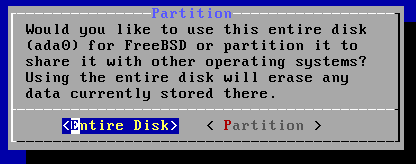 Partition
Would you like to use this entire disk
(ada0) for FreeBSD or partition it to
share it with other operating systems?
Using the entire disk will erase any
data currently stored there.
<Entire Disk> < Partition >